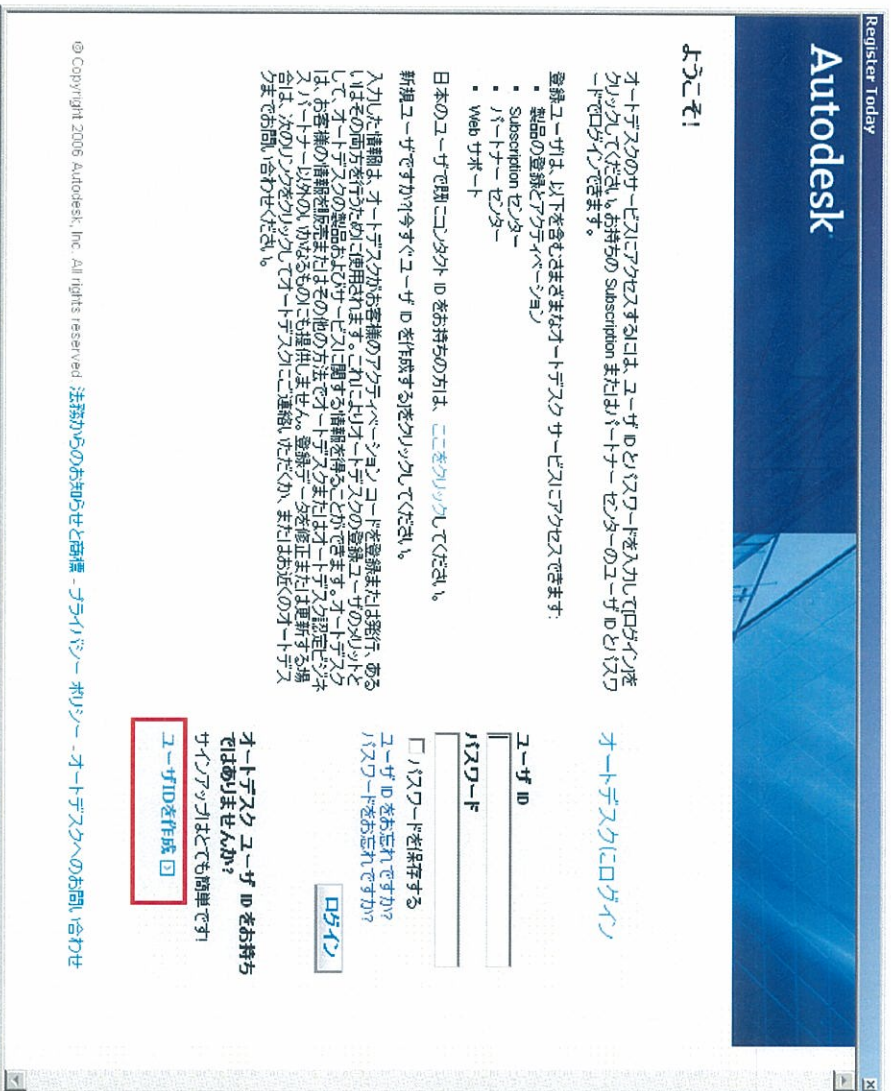 Register Today
Autodesk
ようこそ!
オートデスクのサービスにアクセスするには、ユーザ ID とパスワードを入力して[ログイン]を
クリックしてください。お持ちの Subscription またはパートナー センターのユーザ ID とパスワ
ードでログインできます。
登録ユーザは、以下を含むさまざまなオートデスク サービスにアクセスできます:
▪ 製品の登録とアクティベーション
▪ Subscription センター
▪ パートナー センター
▪ Web サポート
日本のユーザで既にコンタクト ID をお持ちの方は、ここをクリックしてください。
新規ユーザですか?[今すぐユーザ ID を作成する]をクリックしてください。
入力した情報は、オートデスクがお客様のアクティベーション コードを登録または発行、ある
いはその両方を行うために使用されます。これによりオートデスクの登録ユーザのメリットと
して、オートデスクの製品およびサービスに関する情報を得ることができます。オートデスク
は、お客様の情報を販売またはその他の方法でオートデスクまたはオートデスク認定ビジネ
ス パートナー以外のいかなるものにも提供しません。登録データを修正または更新する場
合は、次のリンクをクリックしてオートデスクにご連絡いただくか、またはお近くのオートデス
クまでお問い合わせください。
オートデスクにログイン
ユーザ ID
パスワード
パスワードを保存する
ユーザ ID をお忘れですか?
パスワードをお忘れですか?
ログイン
オートデスク ユーザ ID をお持ち
ではありませんか?
サインアップはとても簡単です!
ユーザIDを作成
© Copyright 2006 Autodesk, Inc. All rights reserved. 法務からのお知らせと商標 - プライバシー ポリシー - オートデスクへのお問い合わせ